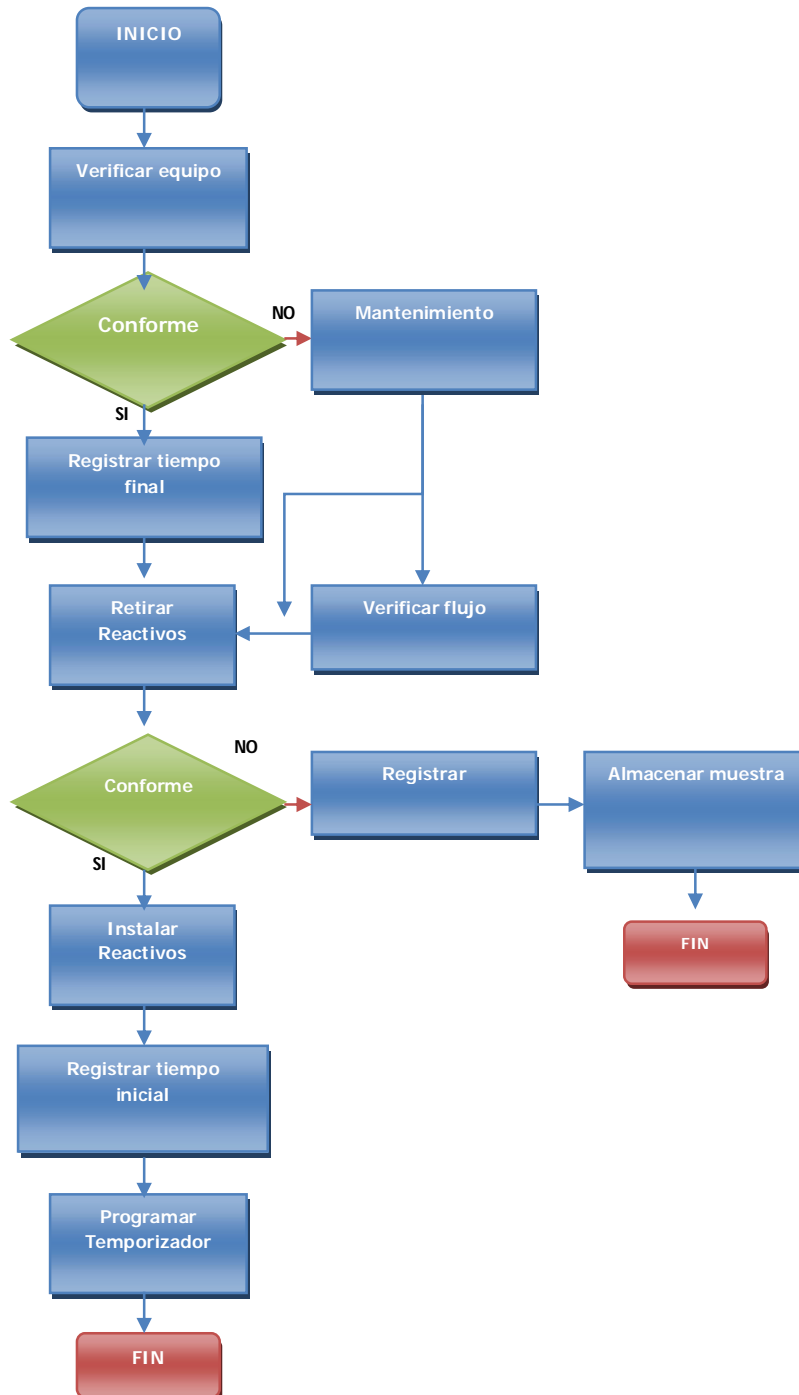 INICIO
Verificar equipo
Conforme
NO
Mantenimiento
SI
Registrar tiempo
final
Retirar
Reactivos
Verificar flujo
NO
Conforme
Registrar
Almacenar muestra
SI
Instalar
Reactivos
FIN
Registrar tiempo
inicial
Programar
Temporizador
FIN